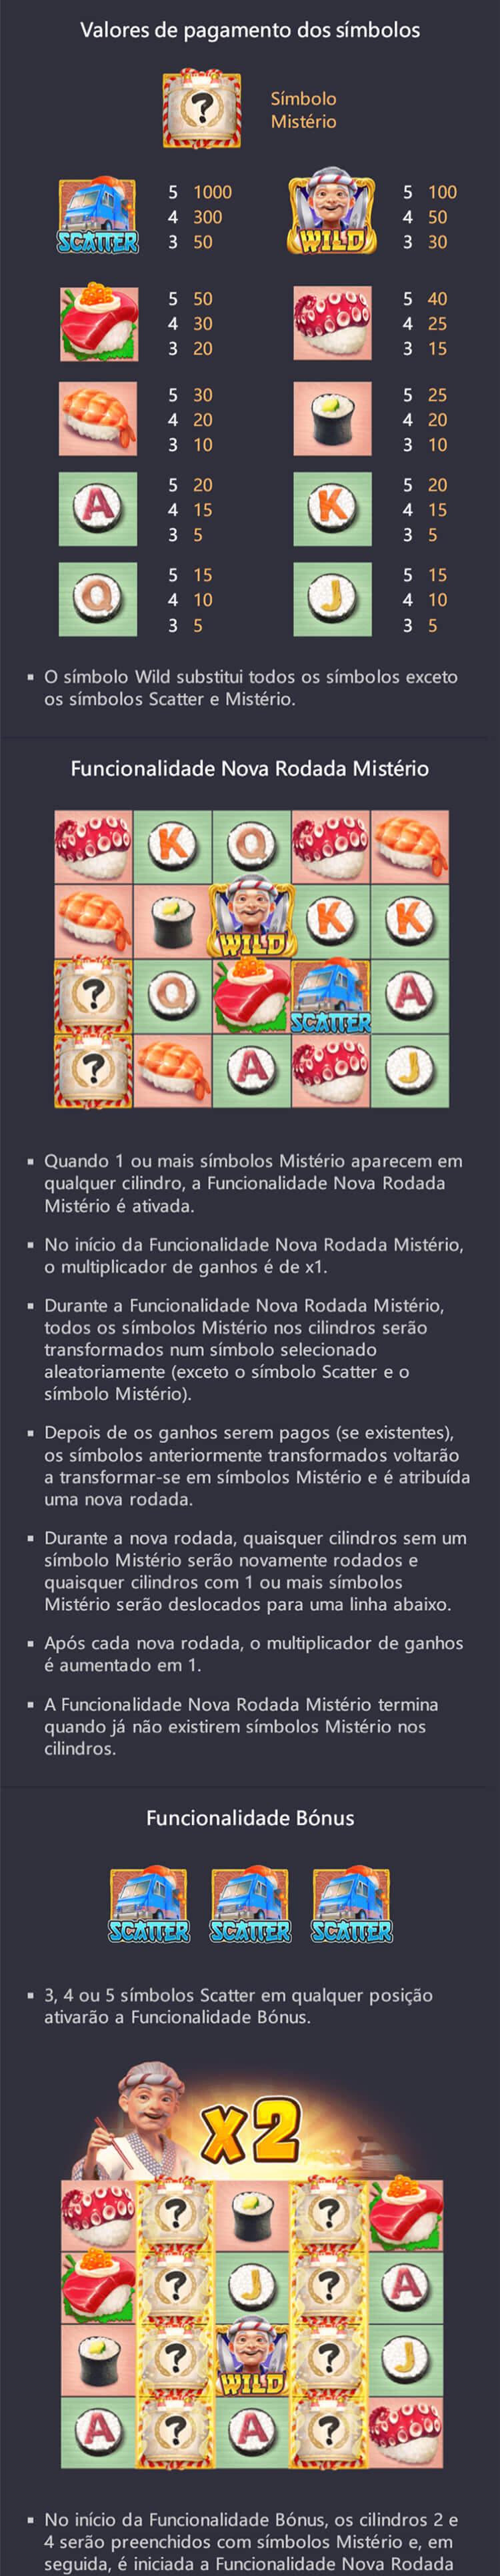 Valores de pagamento dos símbolos
?
Símbolo
Mistério
SCATTER
5 1000
4 300
3 50
WILD
5 100
4 50
3 30
5 50
4 30
3 20
5 40
4 25
3 15
5 30
4 20
3 10
5 25
4 20
3 10
A
5 20
4 15
3 5
K
5 20
4 15
3 5
Q
5 15
4 10
3 5
J
5 15
4 10
3 5
▪ O símbolo Wild substitui todos os símbolos exceto
os símbolos Scatter e Mistério.
Funcionalidade Nova Rodada Mistério
K Q
WILD K K
? Q SCATTER A
? A J
▪ Quando 1 ou mais símbolos Mistério aparecem em
qualquer cilindro, a Funcionalidade Nova Rodada
Mistério é ativada.
▪ No início da Funcionalidade Nova Rodada Mistério,
o multiplicador de ganhos é de x1.
▪ Durante a Funcionalidade Nova Rodada Mistério,
todos os símbolos Mistério nos cilindros serão
transformados num símbolo selecionado
aleatoriamente (exceto o símbolo Scatter e o
símbolo Mistério).
▪ Depois de os ganhos serem pagos (se existentes),
os símbolos anteriormente transformados voltarão
a transformar-se em símbolos Mistério e é atribuída
uma nova rodada.
▪ Durante a nova rodada, quaisquer cilindros sem um
símbolo Mistério serão novamente rodados e
quaisquer cilindros com 1 ou mais símbolos
Mistério serão deslocados para uma linha abaixo.
▪ Após cada nova rodada, o multiplicador de ganhos
é aumentado em 1.
▪ A Funcionalidade Nova Rodada Mistério termina
quando já não existirem símbolos Mistério nos
cilindros.
Funcionalidade Bónus
SCATTER SCATTER SCATTER
▪ 3, 4 ou 5 símbolos Scatter em qualquer posição
ativarão a Funcionalidade Bónus.
x2
? ?
? J ? A
? WILD ? J
A ? A ?
▪ No início da Funcionalidade Bónus, os cilindros 2 e
4 serão preenchidos com símbolos Mistério e, em
seguida, é iniciada a Funcionalidade Nova Rodada